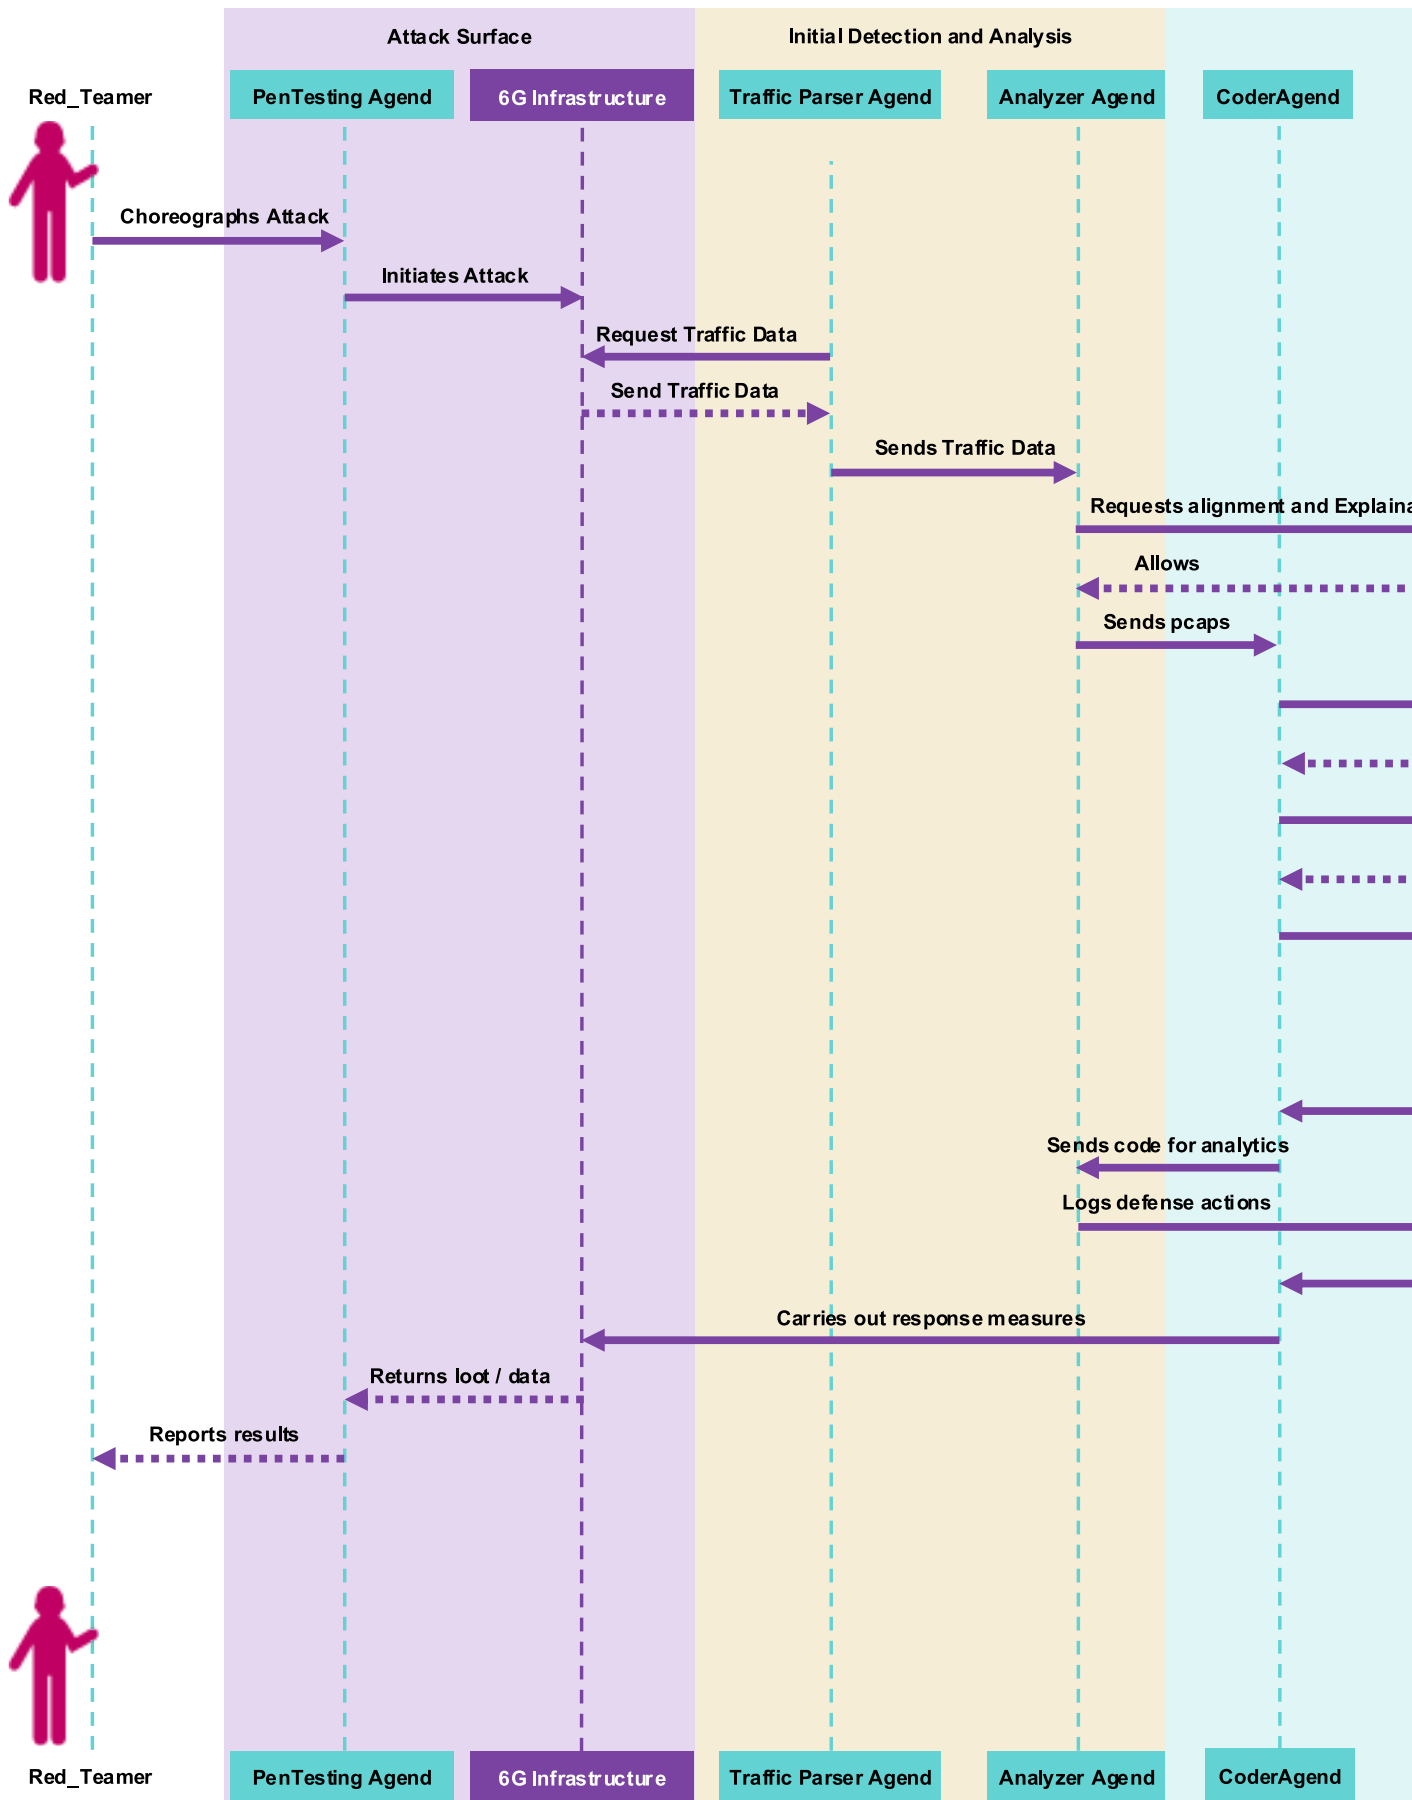 Attack Surface
Initial Detection and Analysis
Red_Teamer
PenTesting Agend
6G Infrastructure
Traffic Parser Agend
Analyzer Agend
CoderAgend
Choreographs Attack
Initiates Attack
Request Traffic Data
Send Traffic Data
Sends Traffic Data
Requests alignment and Explaina
Allows
Sends pcaps
Sends code for analytics
Logs defense actions
Carries out response measures
Returns loot / data
Reports results
Red_Teamer
PenTesting Agend
6G Infrastructure
Traffic Parser Agend
Analyzer Agend
CoderAgend